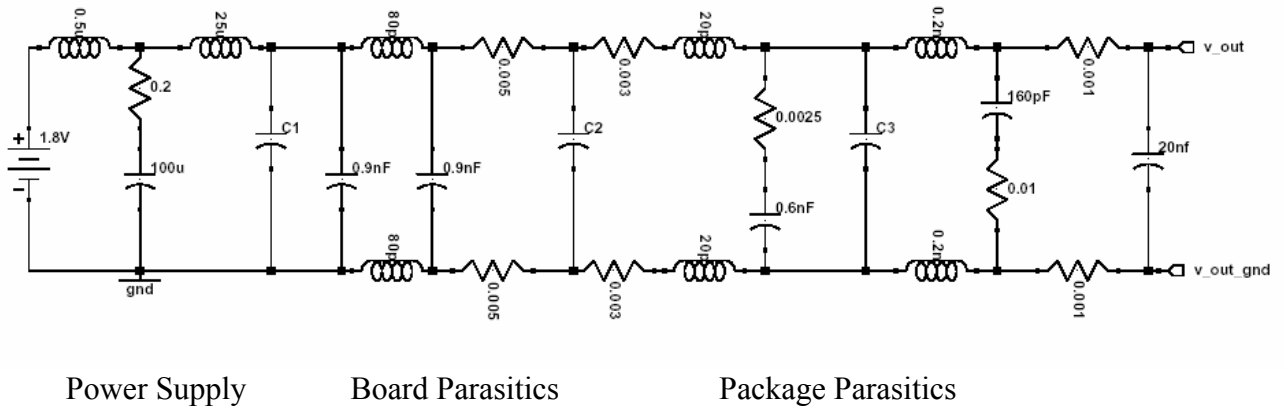 0.5u
25u
80p
20p
0.2n
0.005
0.003
0.001
v_out
0.2
160pF
0.0025
C1
C2
C3
+
1.8V
20nf
100u
0.9nF
0.9nF
0.01
0.6nF
80p
20p
0.2n
v_out_gnd
gnd
0.005
0.003
0.001
Power Supply Board Parasitics Package Parasitics